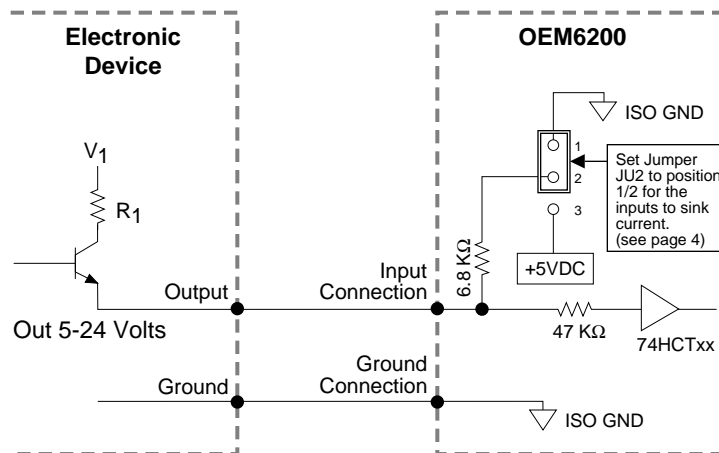 Electronic
Device
OEM6200
ISO GND
1
2
3
Set Jumper
JU2 to position
1/2 for the
inputs to sink
current.
(see page 4)
V1
R1
6.8 KΩ
+5VDC
Output
Input
Connection
Out 5-24 Volts
47 KΩ
74HCTxx
Ground
Ground
Connection
ISO GND